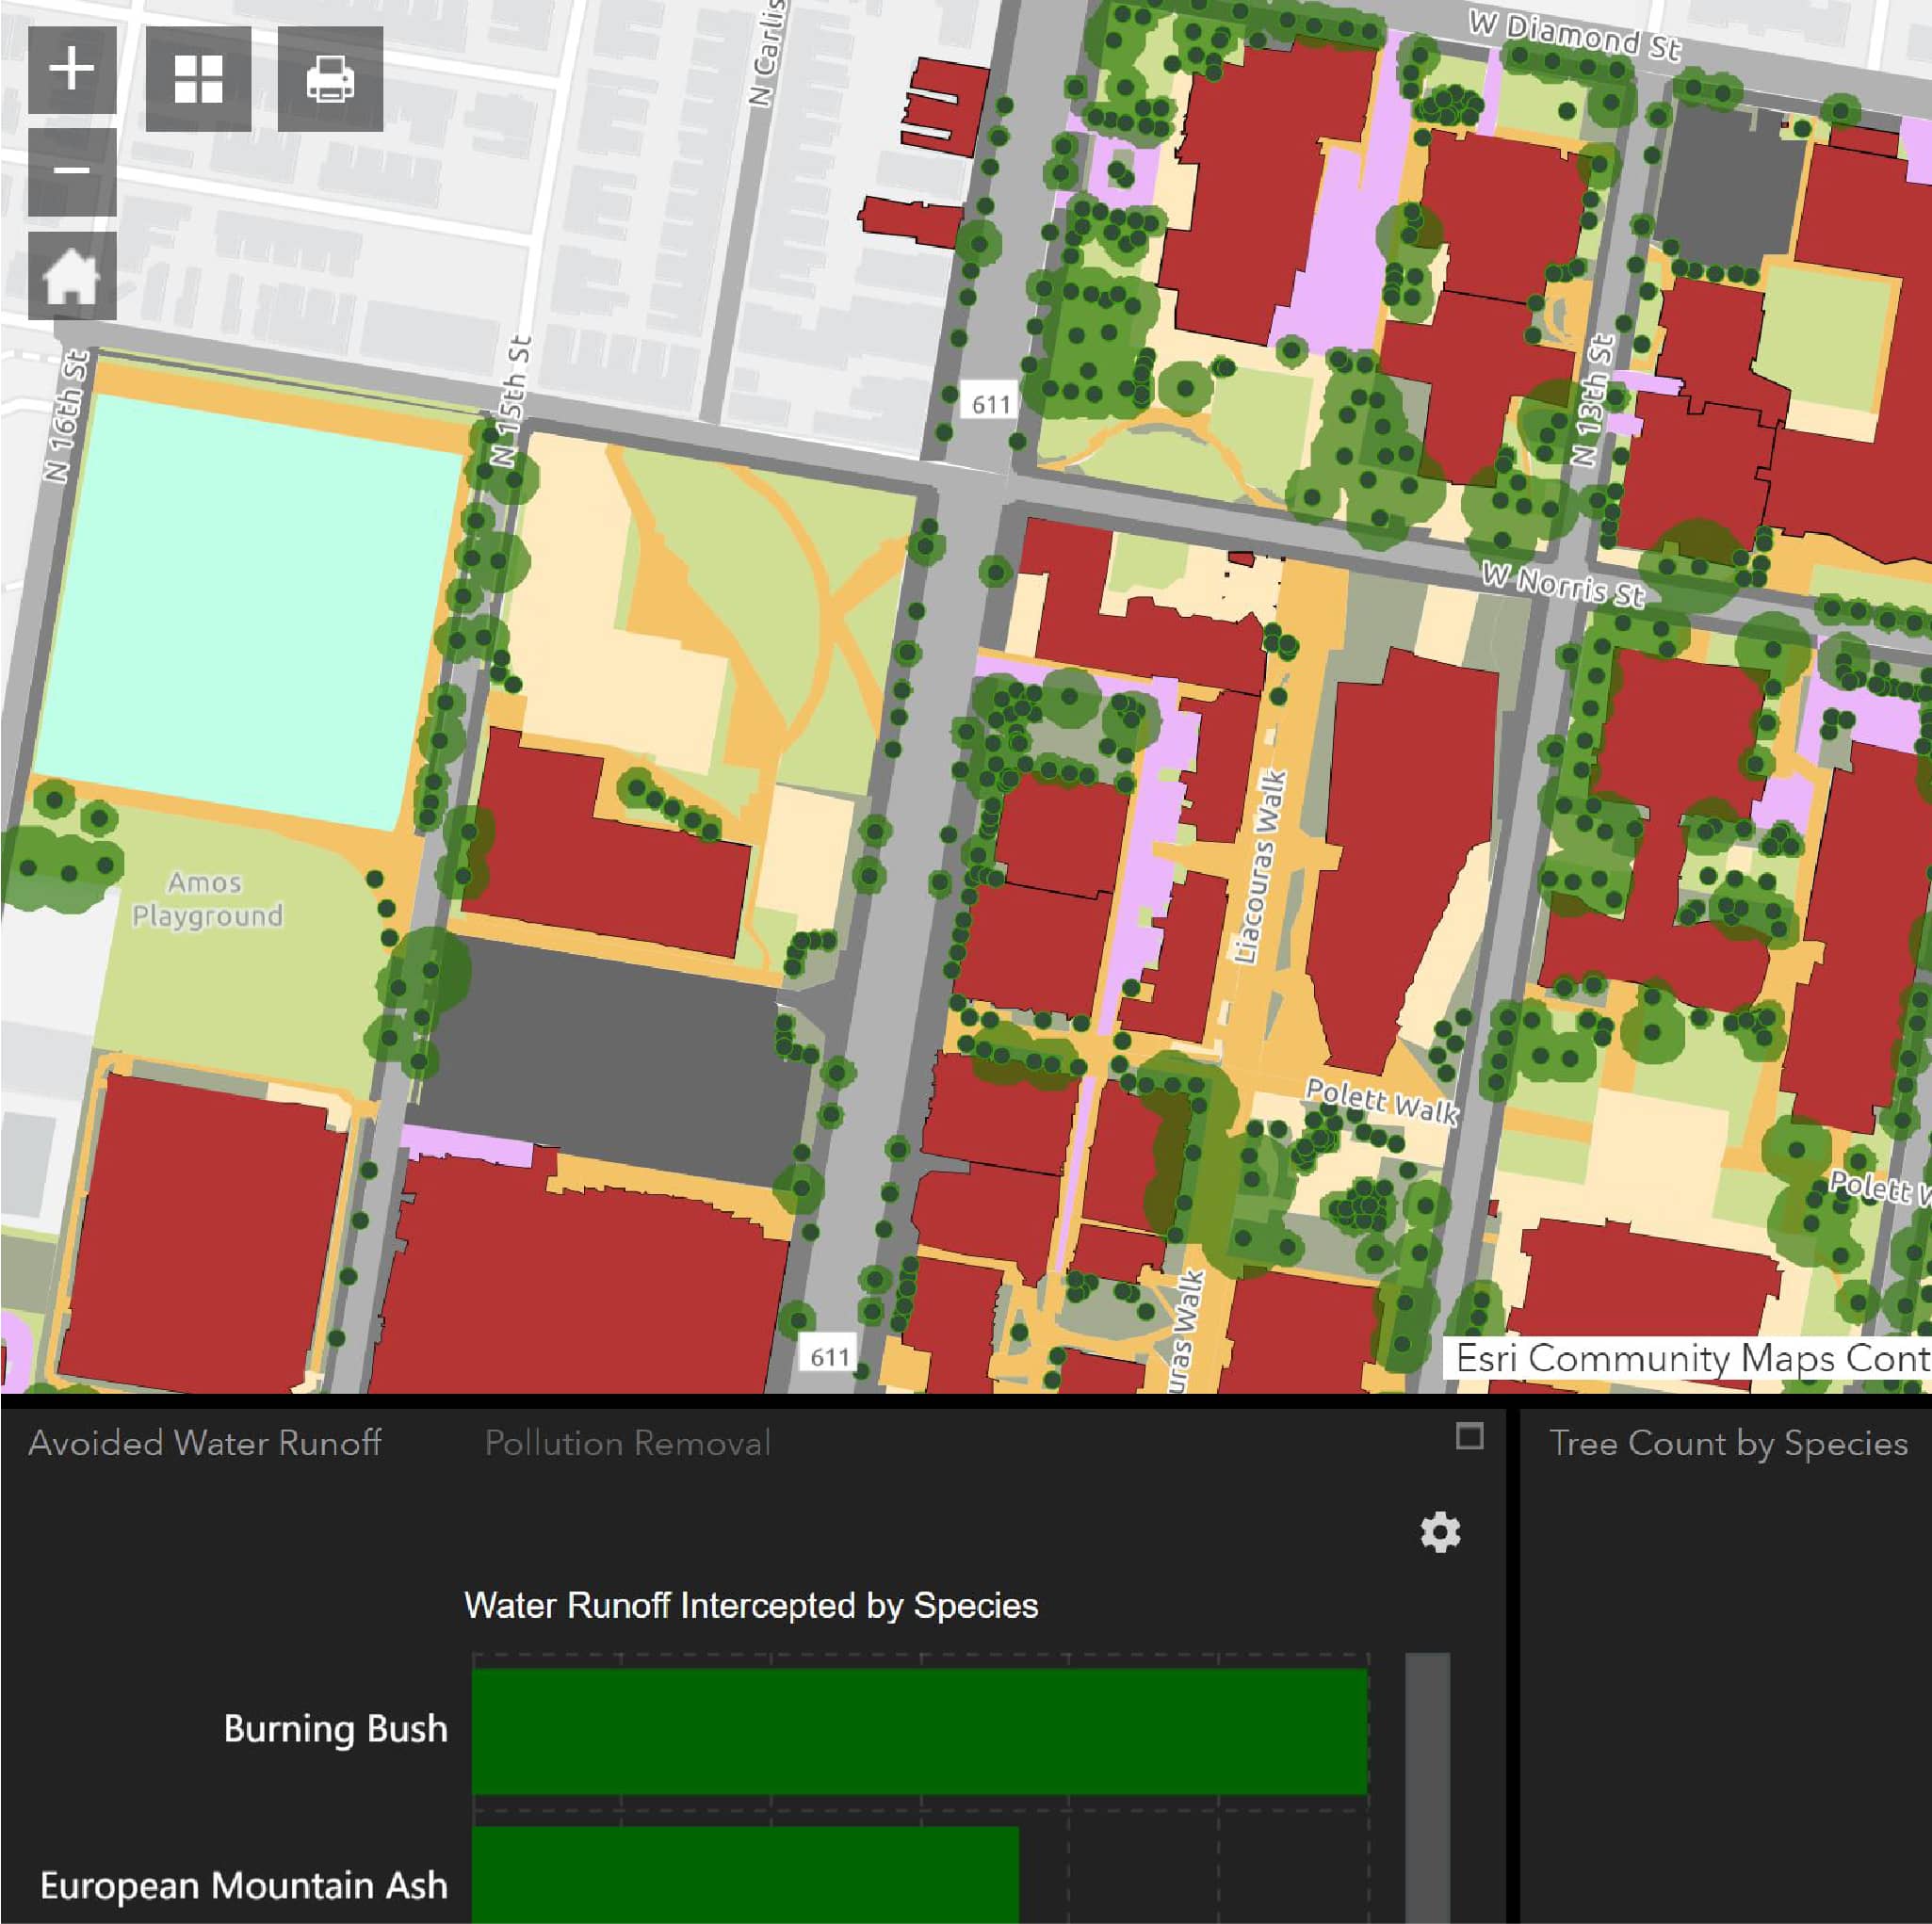 W Diamond St
N Carlis
N 16th St
N 15th St
611
N 13th St
W Norris St
Amos
Playground
Liacouras Walk
Polett Walk
Polett W
uras Walk
611
Esri Community Maps Cont
Avoided Water Runoff
Pollution Removal
Tree Count by Species
Water Runoff Intercepted by Species
Burning Bush
European Mountain Ash